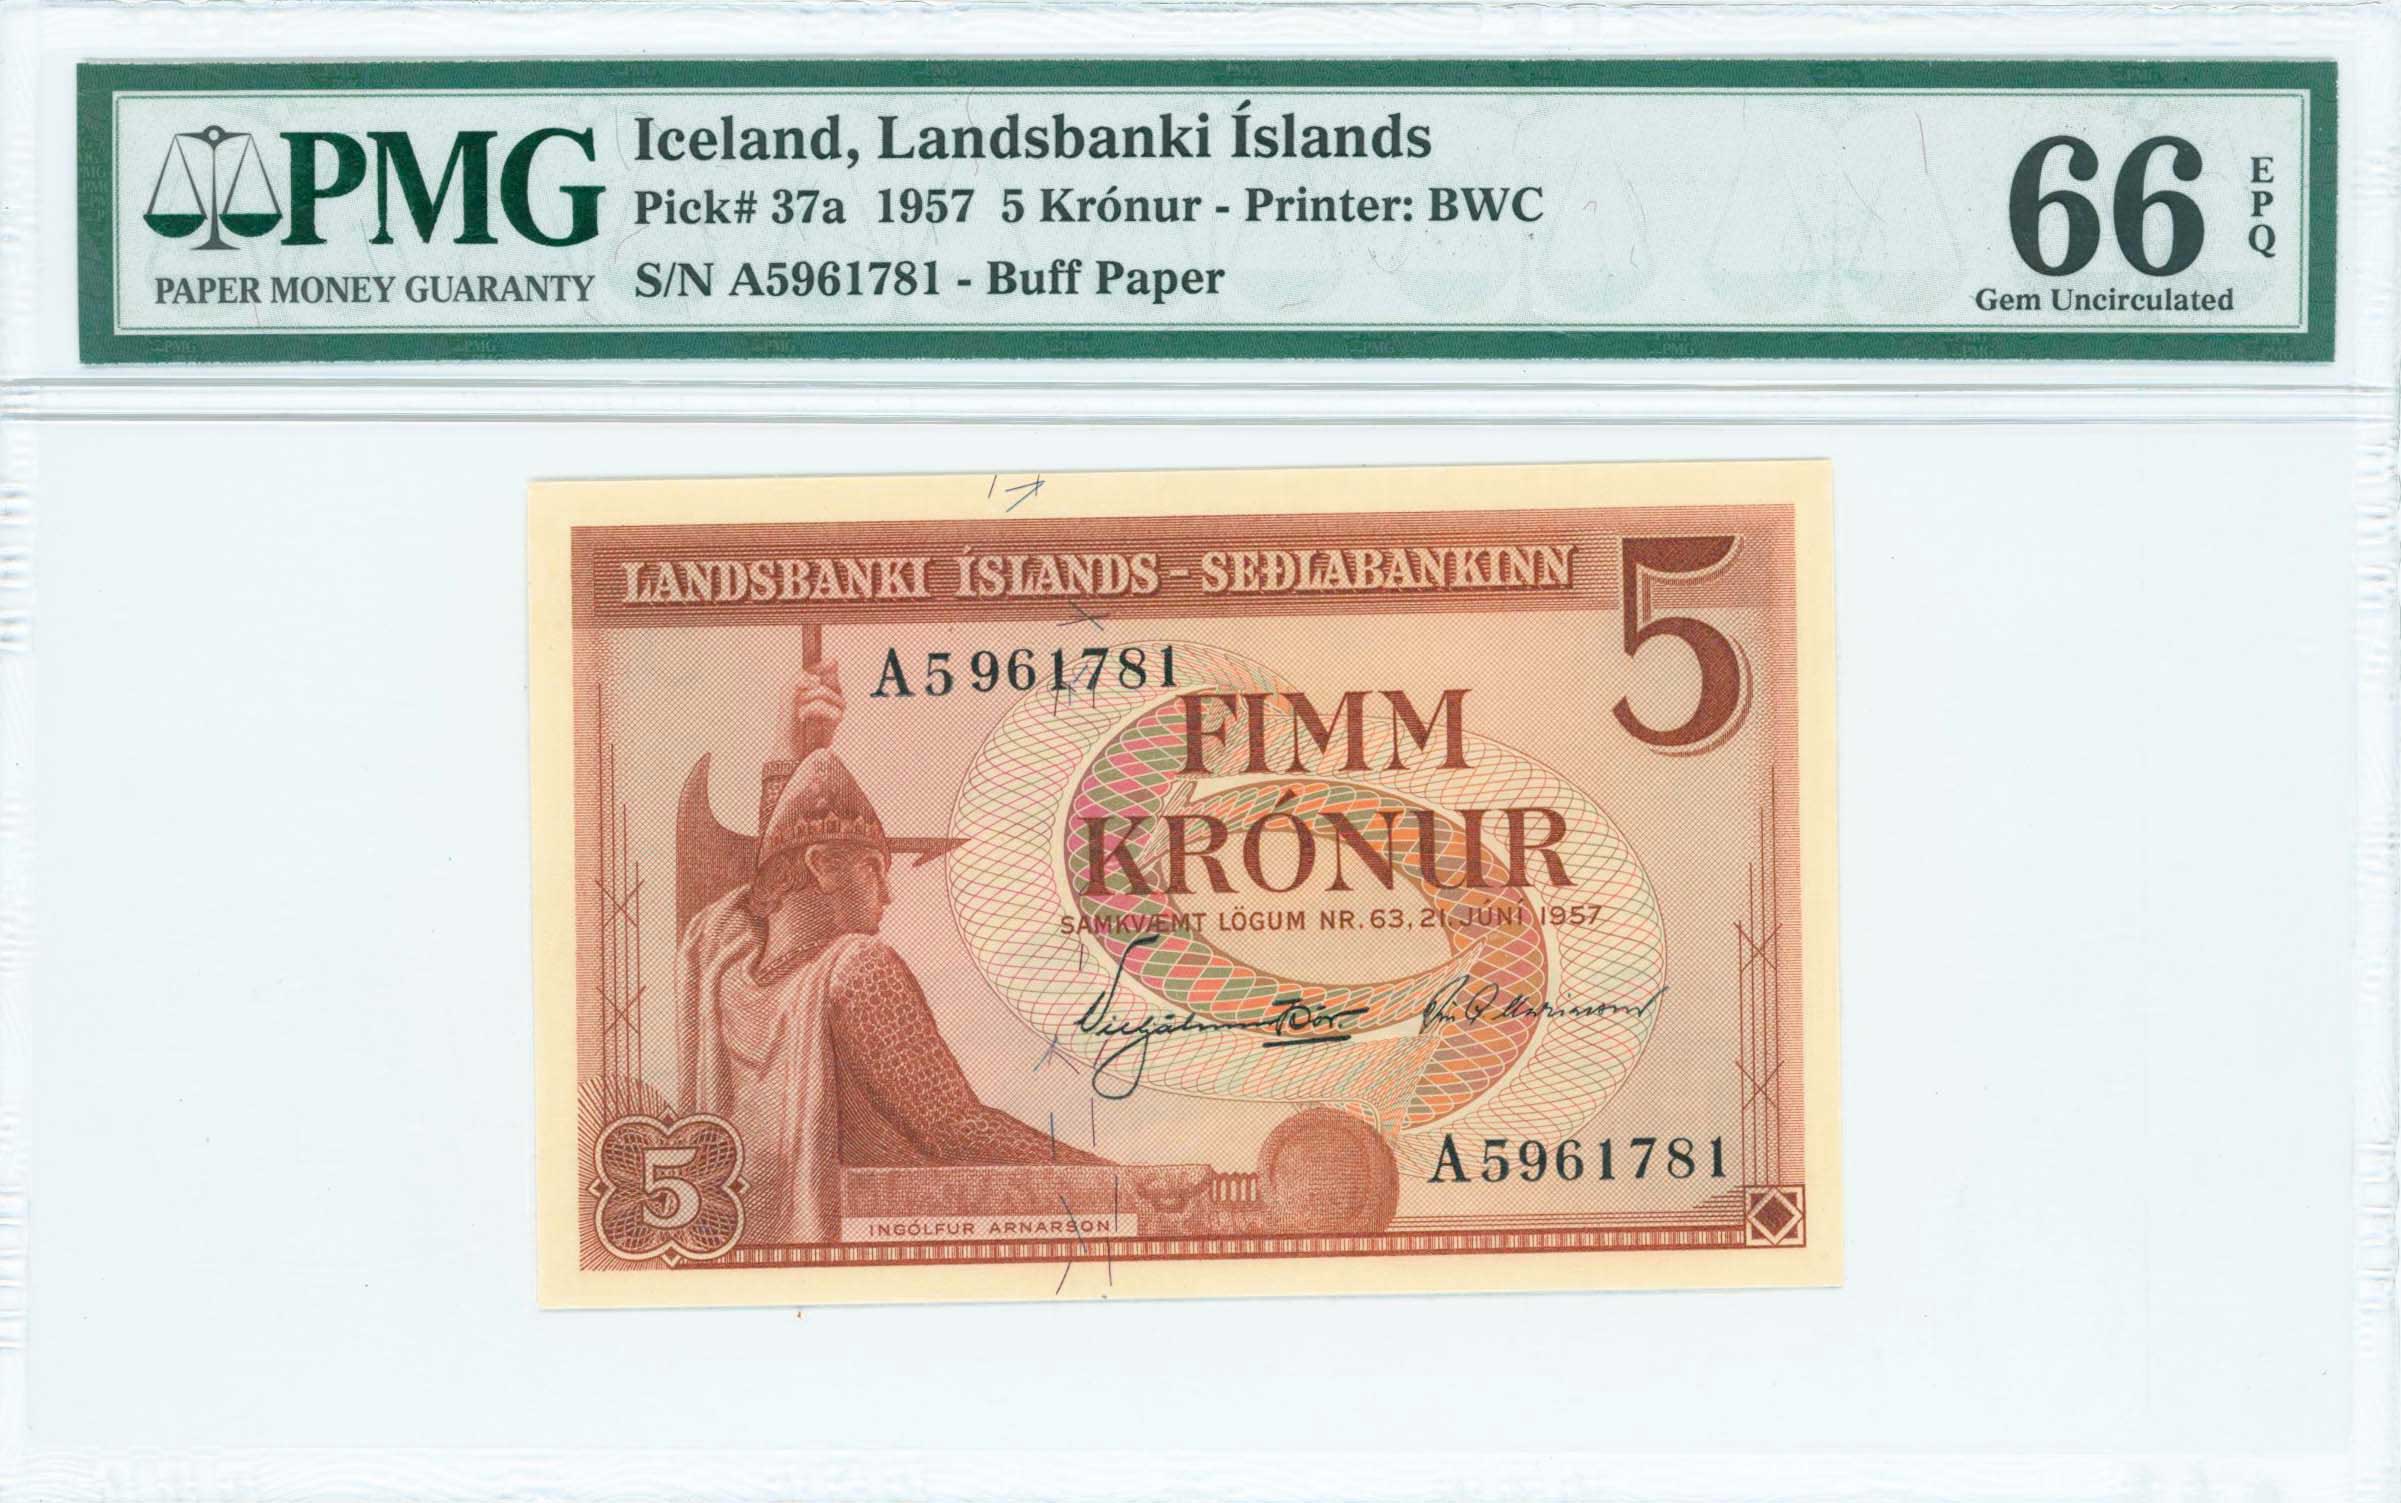 PMG
PAPER MONEY GUARANTY
Iceland, Landsbanki Íslands
Pick# 37a 1957 5 Krónur - Printer: BWC
S/N A5961781 - Buff Paper
66
EPQ
Gem Uncirculated
LANDSBANKI ÍSLANDS - SEÐLABANKINN
5
A5961781
FIMM
KRÓNUR
SAMKVÆMT LÖGUM NR. 63, 21. JÚNÍ 1957
A5961781
5
INGÓLFUR ARNARSON